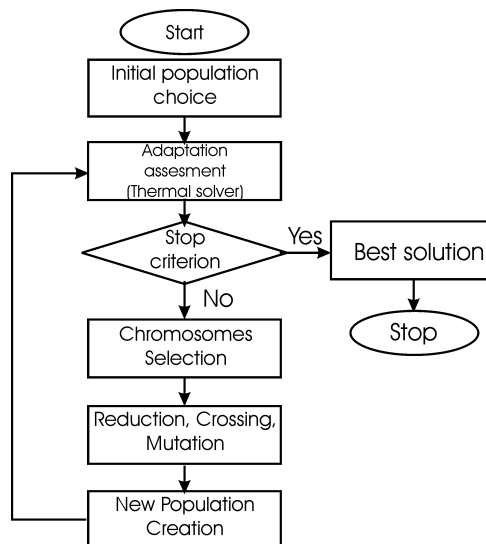 Start
Initial population
choice
Adaptation
assesment
(Thermal solver)
Stop
criterion
Yes
Best solution
No
Stop
Chromosomes
Selection
Reduction, Crossing,
Mutation
New Population
Creation